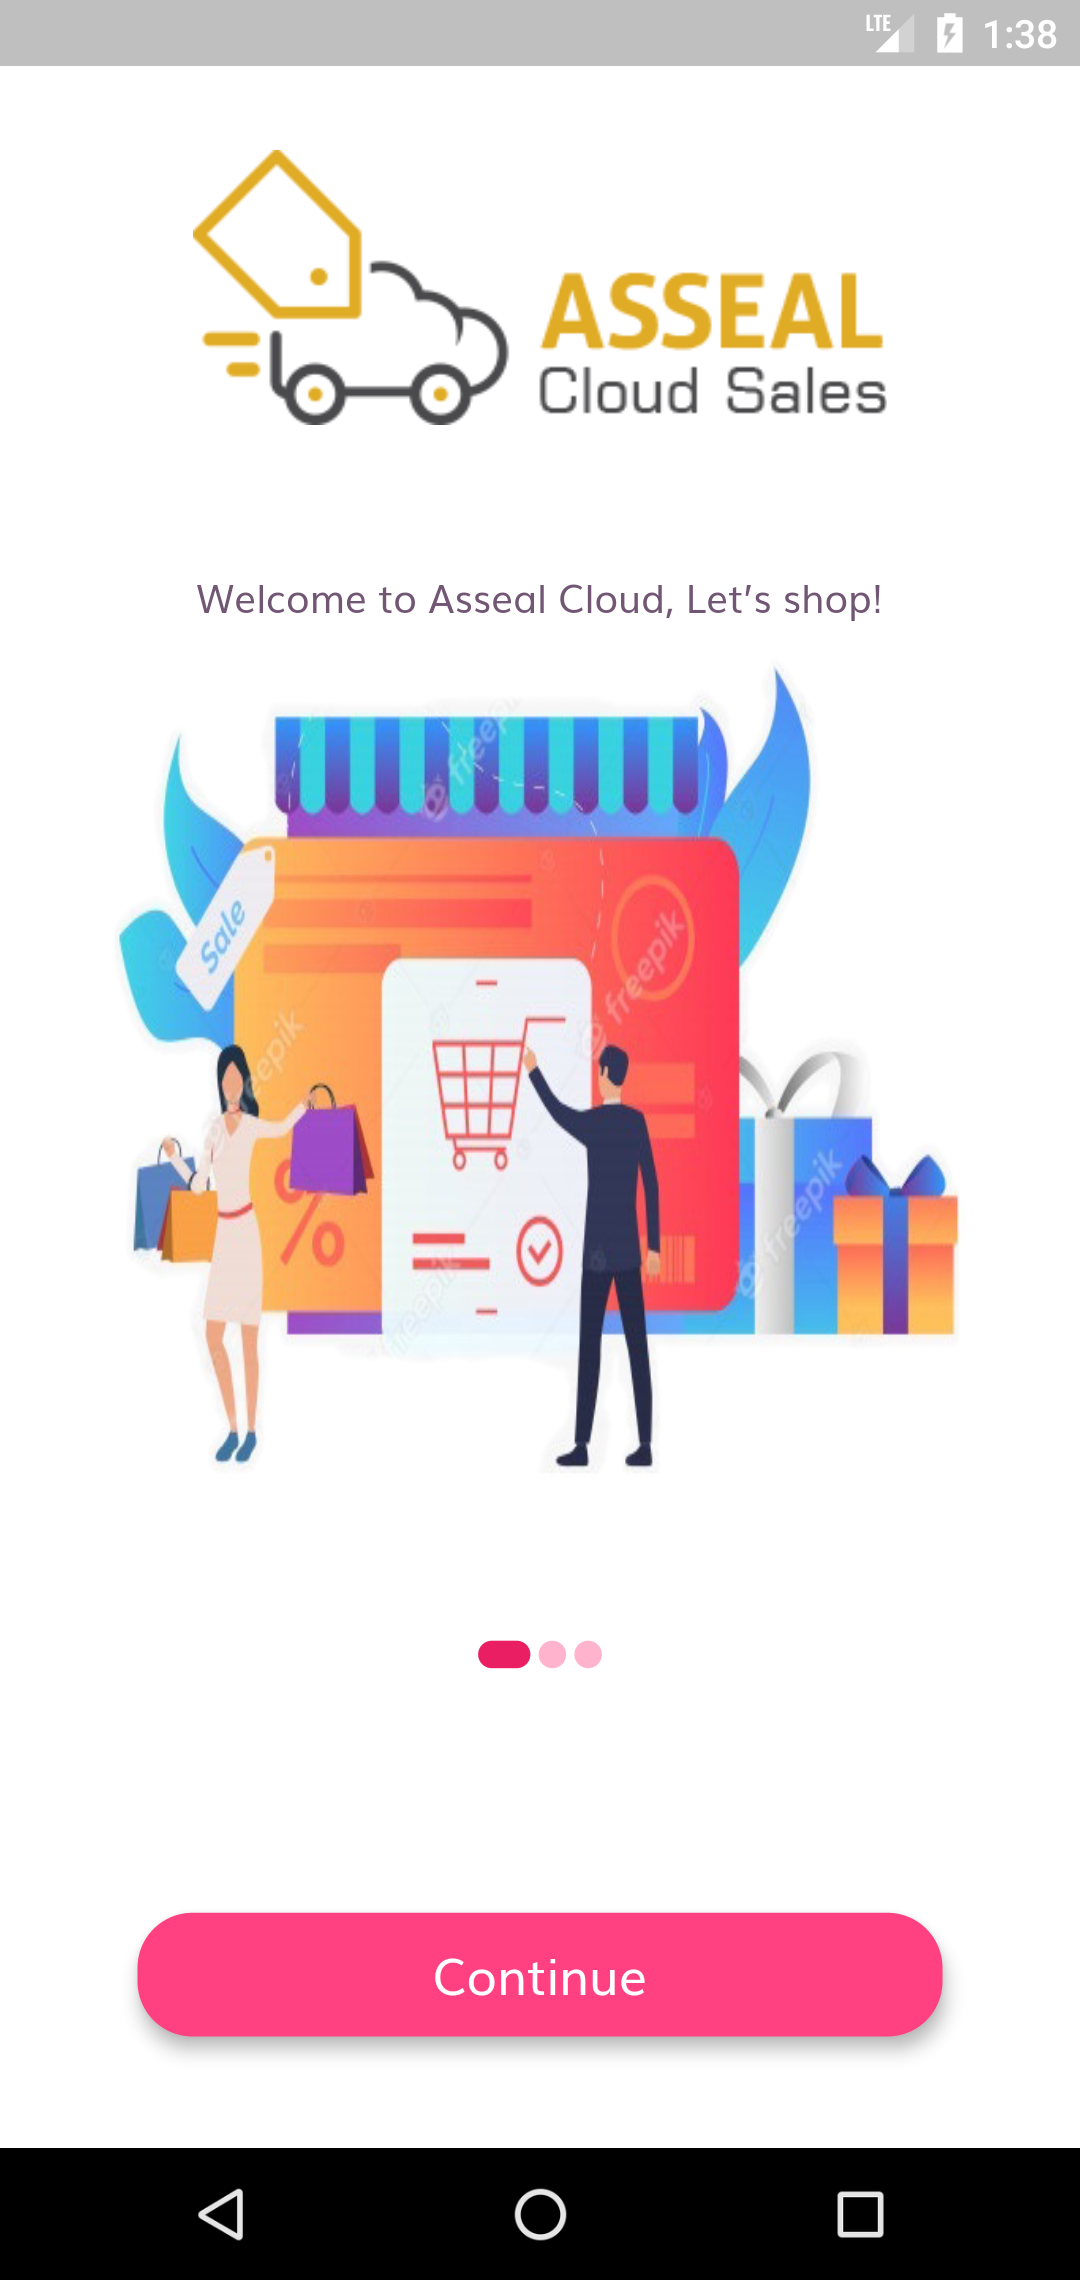 LTE 1:38
ASSEAL
Cloud Sales
Welcome to Asseal Cloud, Let's shop!
freepik
Sale
freepik
freepik
%
freepik
freepik
Continue